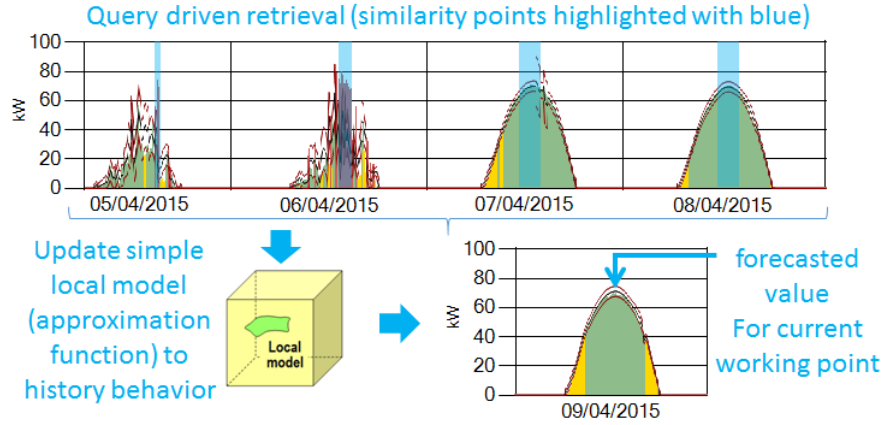 Query driven retrieval (similarity points highlighted with blue)
100
80
60
40
20
0
kW
05/04/2015
06/04/2015
07/04/2015
08/04/2015
Update simple
local model
(approximation
function) to
history behavior
Local
model
100
80
60
40
20
0
kW
09/04/2015
forecasted
value
For current
working point